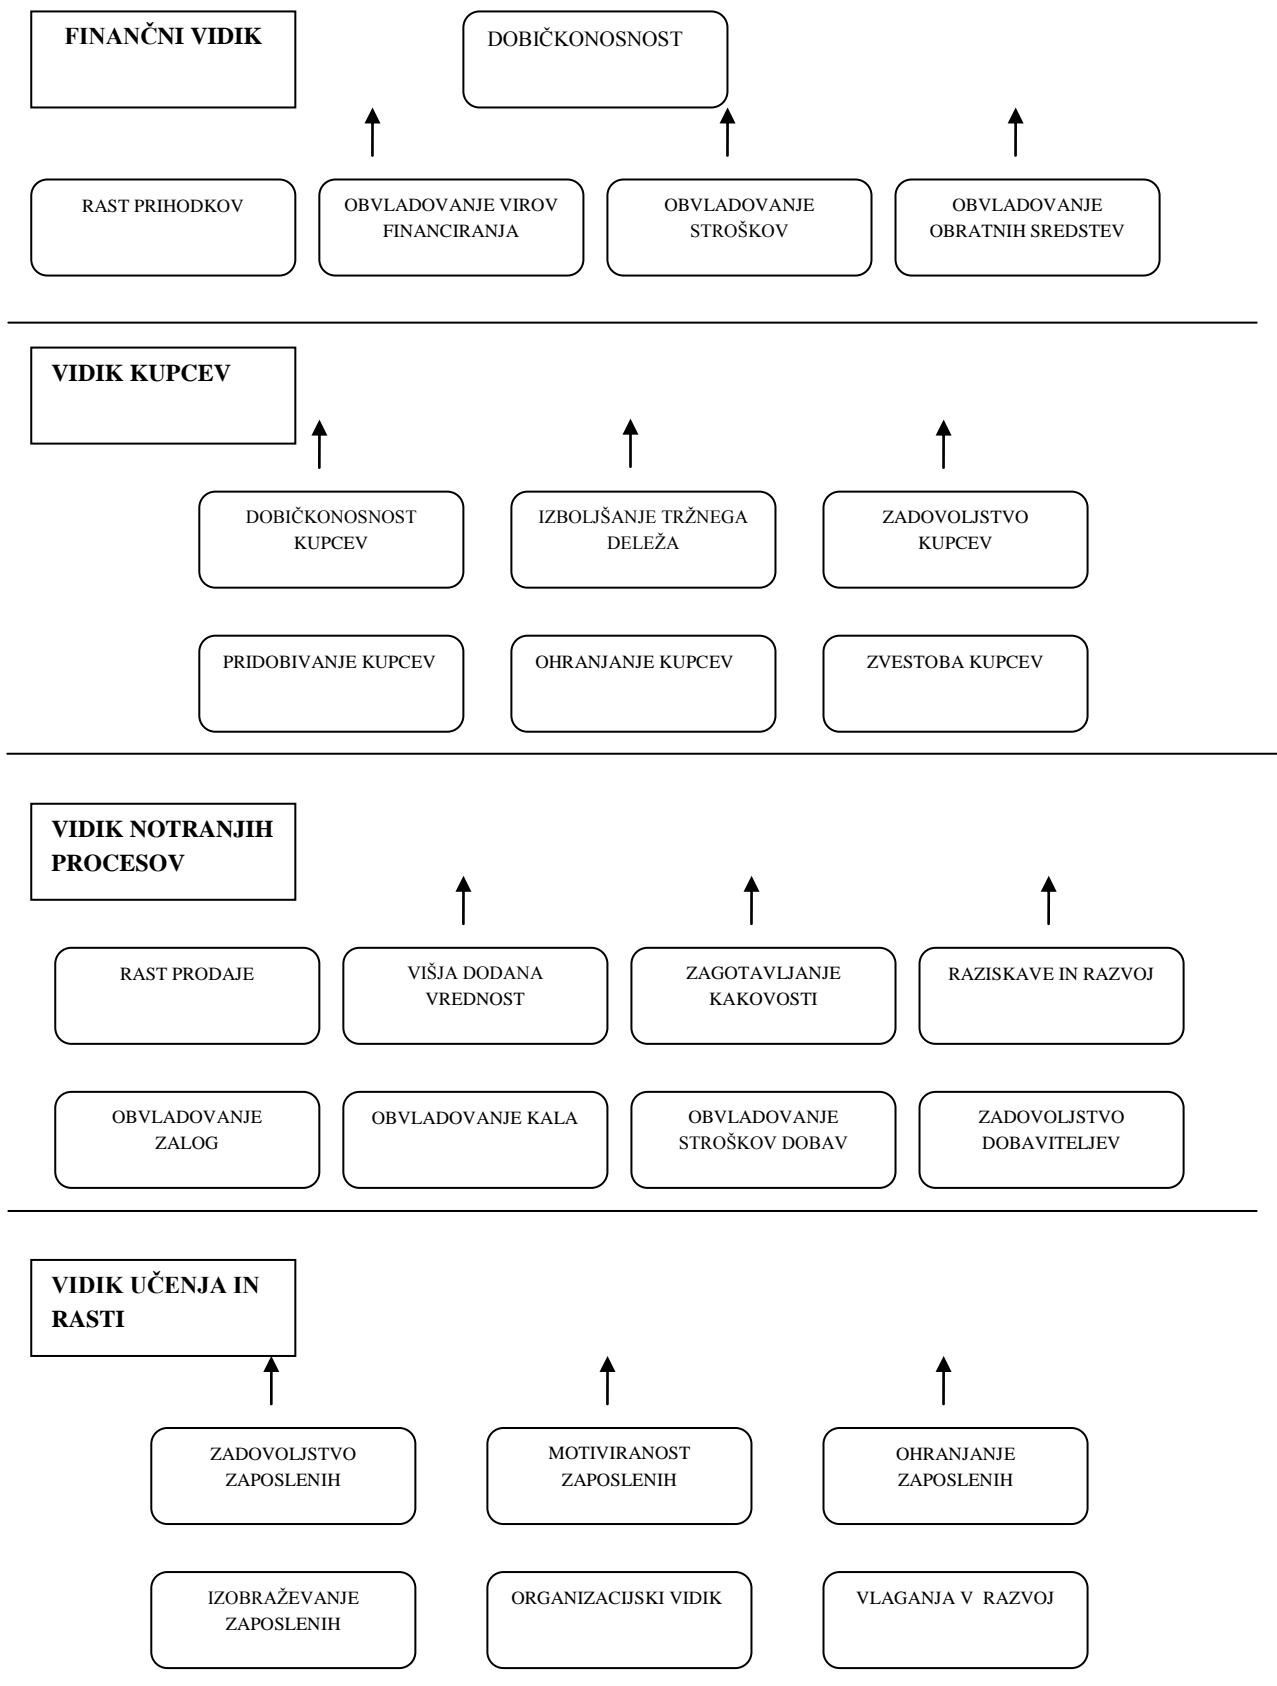 FINANČNI VIDIK
DOBIČKONOSNOST
RAST PRIHODKOV
OBVLADOVANJE VIROV
FINANCIRANJA
OBVLADOVANJE
STROŠKOV
OBVLADOVANJE
OBRATNIH SREDSTEV
VIDIK KUPCEV
DOBIČKONOSNOST
KUPCEV
IZBOLJŠANJE TRŽNEGA
DELEŽA
ZADOVOLJSTVO
KUPCEV
PRIDOBIVANJE KUPCEV
OHRANJANJE KUPCEV
ZVESTOBA KUPCEV
VIDIK NOTRANJIH
PROCESOV
RAST PRODAJE
VIŠJA DODANA
VREDNOST
ZAGOTAVLJANJE
KAKOVOSTI
RAZISKAVE IN RAZVOJ
OBVLADOVANJE
ZALOG
OBVLADOVANJE KALA
OBVLADOVANJE
STROŠKOV DOBAV
ZADOVOLJSTVO
DOBAVITELJEV
VIDIK UČENJA IN
RASTI
ZADOVOLJSTVO
ZAPOSLENIH
MOTIVIRANOST
ZAPOSLENIH
OHRANJANJE
ZAPOSLENIH
IZOBRAŽEVANJE
ZAPOSLENIH
ORGANIZACIJSKI VIDIK
VLAGANJA V  RAZVOJ